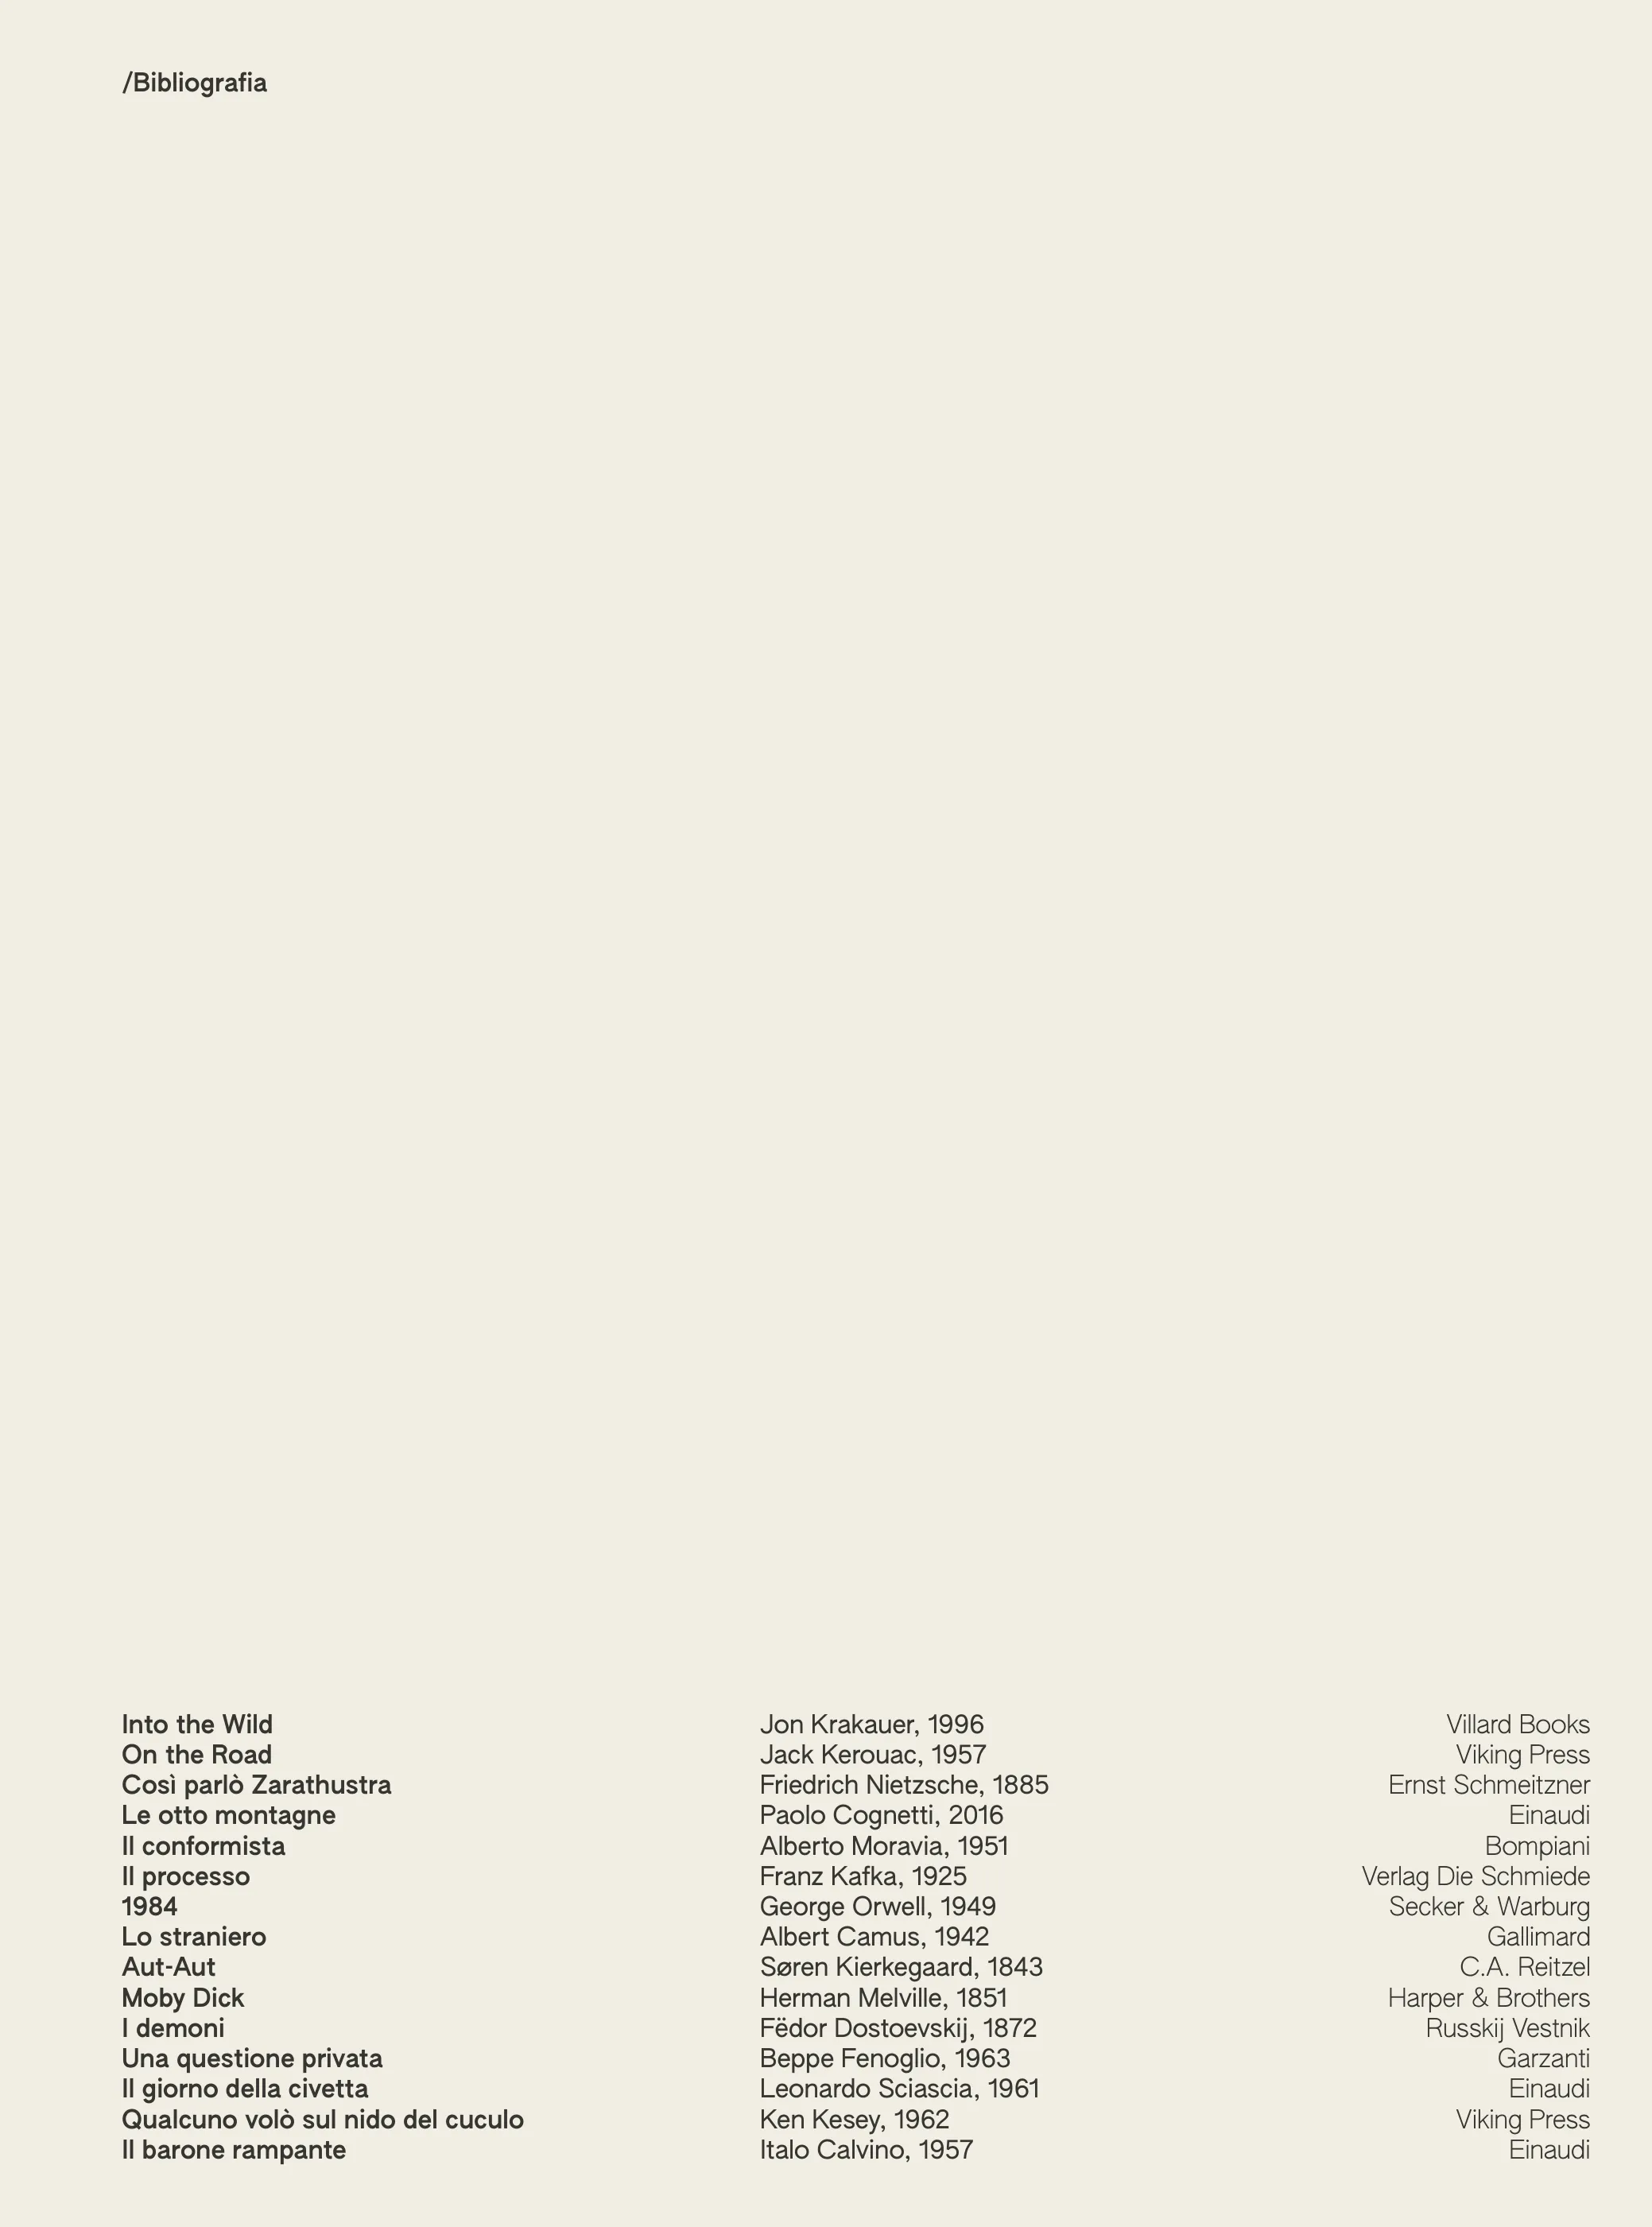 /Bibliografia
Into the Wild Jon Krakauer, 1996 Villard Books
On the Road Jack Kerouac, 1957 Viking Press
Così parlò Zarathustra Friedrich Nietzsche, 1885 Ernst Schmeitzner
Le otto montagne Paolo Cognetti, 2016 Einaudi
Il conformista Alberto Moravia, 1951 Bompiani
Il processo Franz Kafka, 1925 Verlag Die Schmiede
1984 George Orwell, 1949 Secker & Warburg
Lo straniero Albert Camus, 1942 Gallimard
Aut-Aut Søren Kierkegaard, 1843 C.A. Reitzel
Moby Dick Herman Melville, 1851 Harper & Brothers
I demoni Fëdor Dostoevskij, 1872 Russkij Vestnik
Una questione privata Beppe Fenoglio, 1963 Garzanti
Il giorno della civetta Leonardo Sciascia, 1961 Einaudi
Qualcuno volò sul nido del cuculo Ken Kesey, 1962 Viking Press
Il barone rampante Italo Calvino, 1957 Einaudi